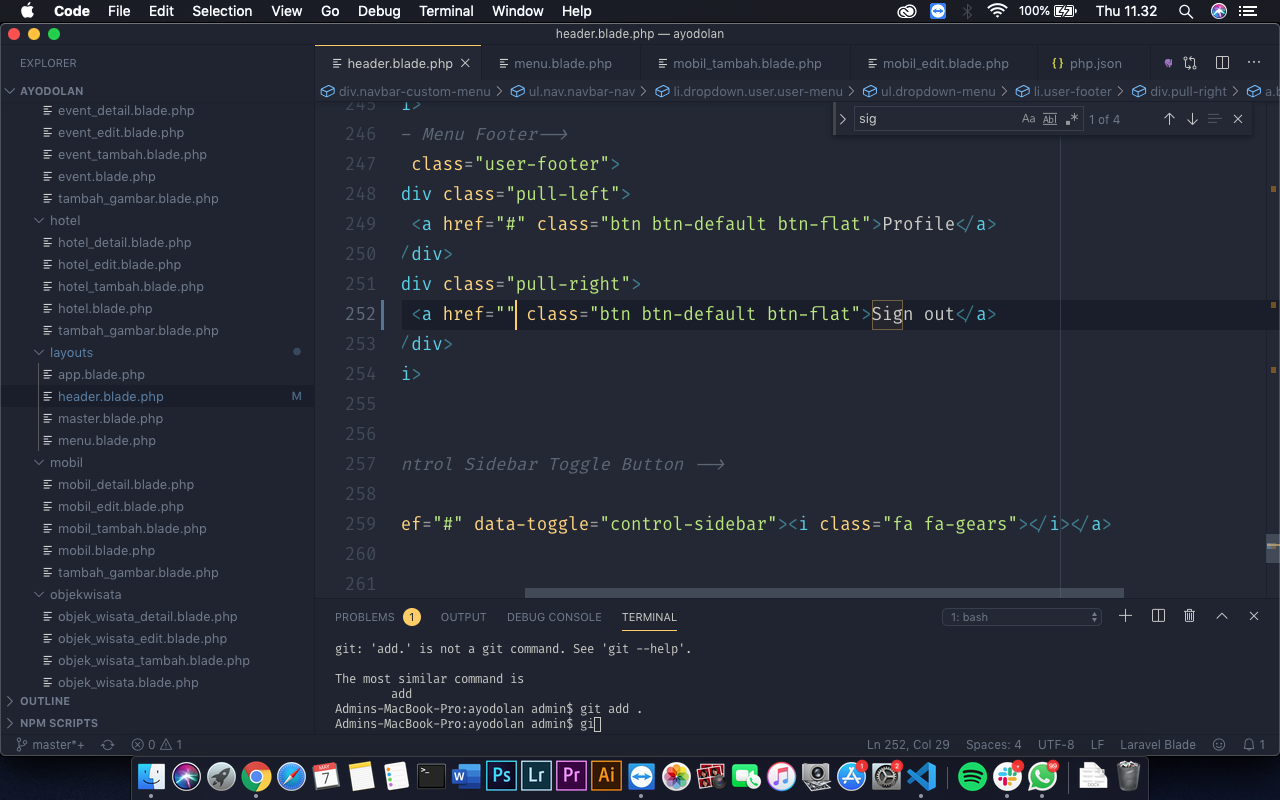 Code File Edit Selection View Go Debug Terminal Window Help 100% Thu 11.32
header.blade.php — ayodolan
EXPLORER
header.blade.php menu.blade.php mobil_tambah.blade.php mobil_edit.blade.php {} php.json
AYODOLAN
div.navbar-custom-menu > ul.nav.navbar-nav > li.dropdown.user.user-menu > ul.dropdown-menu > li.user-footer > div.pull-right > a.b
event_detail.blade.php
event_edit.blade.php
event_tambah.blade.php
event.blade.php
tambah_gambar.blade.php
hotel
hotel_detail.blade.php
hotel_edit.blade.php
hotel_tambah.blade.php
hotel.blade.php
tambah_gambar.blade.php
layouts
app.blade.php
header.blade.php M
master.blade.php
menu.blade.php
mobil
mobil_detail.blade.php
mobil_edit.blade.php
mobil_tambah.blade.php
mobil.blade.php
tambah_gambar.blade.php
objekwisata
objek_wisata_detail.blade.php
objek_wisata_edit.blade.php
objek_wisata_tambah.blade.php
objek_wisata.blade.php
OUTLINE
NPM SCRIPTS
sig Aa Abl .* 1 of 4
245 i>
246 - Menu Footer-->
247 class="user-footer">
248 div class="pull-left">
249 <a href="#" class="btn btn-default btn-flat">Profile</a>
250 /div>
251 div class="pull-right">
252 <a href="" class="btn btn-default btn-flat">Sign out</a>
253 /div>
254 i>
255
256
257 ntrol Sidebar Toggle Button -->
258
259 ef="#" data-toggle="control-sidebar"><i class="fa fa-gears"></i></a>
260
261
PROBLEMS 1 OUTPUT DEBUG CONSOLE TERMINAL 1: bash
git: 'add.' is not a git command. See 'git --help'.
The most similar command is
add
Admins-MacBook-Pro:ayodolan admin$ git add .
Admins-MacBook-Pro:ayodolan admin$ gi
master*+ 0 1 Ln 252, Col 29 Spaces: 4 UTF-8 LF Laravel Blade 1
MAY 7 W Ps Lr Pr Ai 1 2 99 DOCX